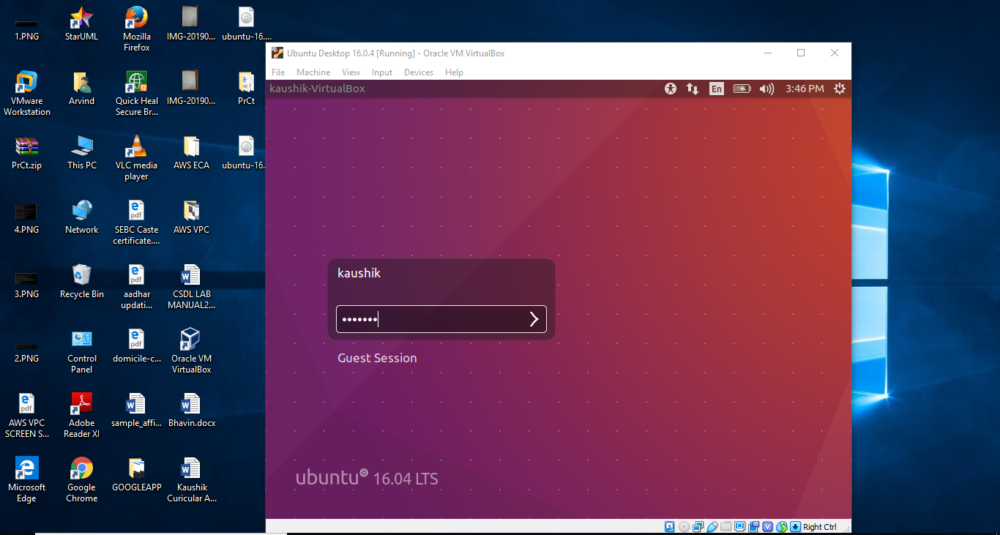 1.PNG
StarUML
Mozilla
Firefox
IMG-20190...
ubuntu-16....
VMware
Workstation
Arvind
Quick Heal
Secure Br...
IMG-20190...
PrCt
PrCt.zip
This PC
VLC media
player
AWS ECA
ubuntu-16..
4.PNG
Network
pdf
SEBC Caste
certificate....
AWS VPC
3.PNG
Recycle Bin
pdf
aadhar
updati...
CSDL LAB
MANUAL2...
2.PNG
Control
Panel
pdf
domicile-c...
Oracle VM
VirtualBox
pdf
AWS VPC
SCREEN S...
Adobe
Reader XI
sample_affi...
Bhavin.docx
Microsoft
Edge
Google
Chrome
GOOGLEAPP
Kaushik
Curicular A...
Ubuntu Desktop 16.0.4 [Running] - Oracle VM VirtualBox
File Machine View Input Devices Help
kaushik-VirtualBox
En
3:46 PM
kaushik
Guest Session
ubuntu 16.04 LTS
Right Ctrl